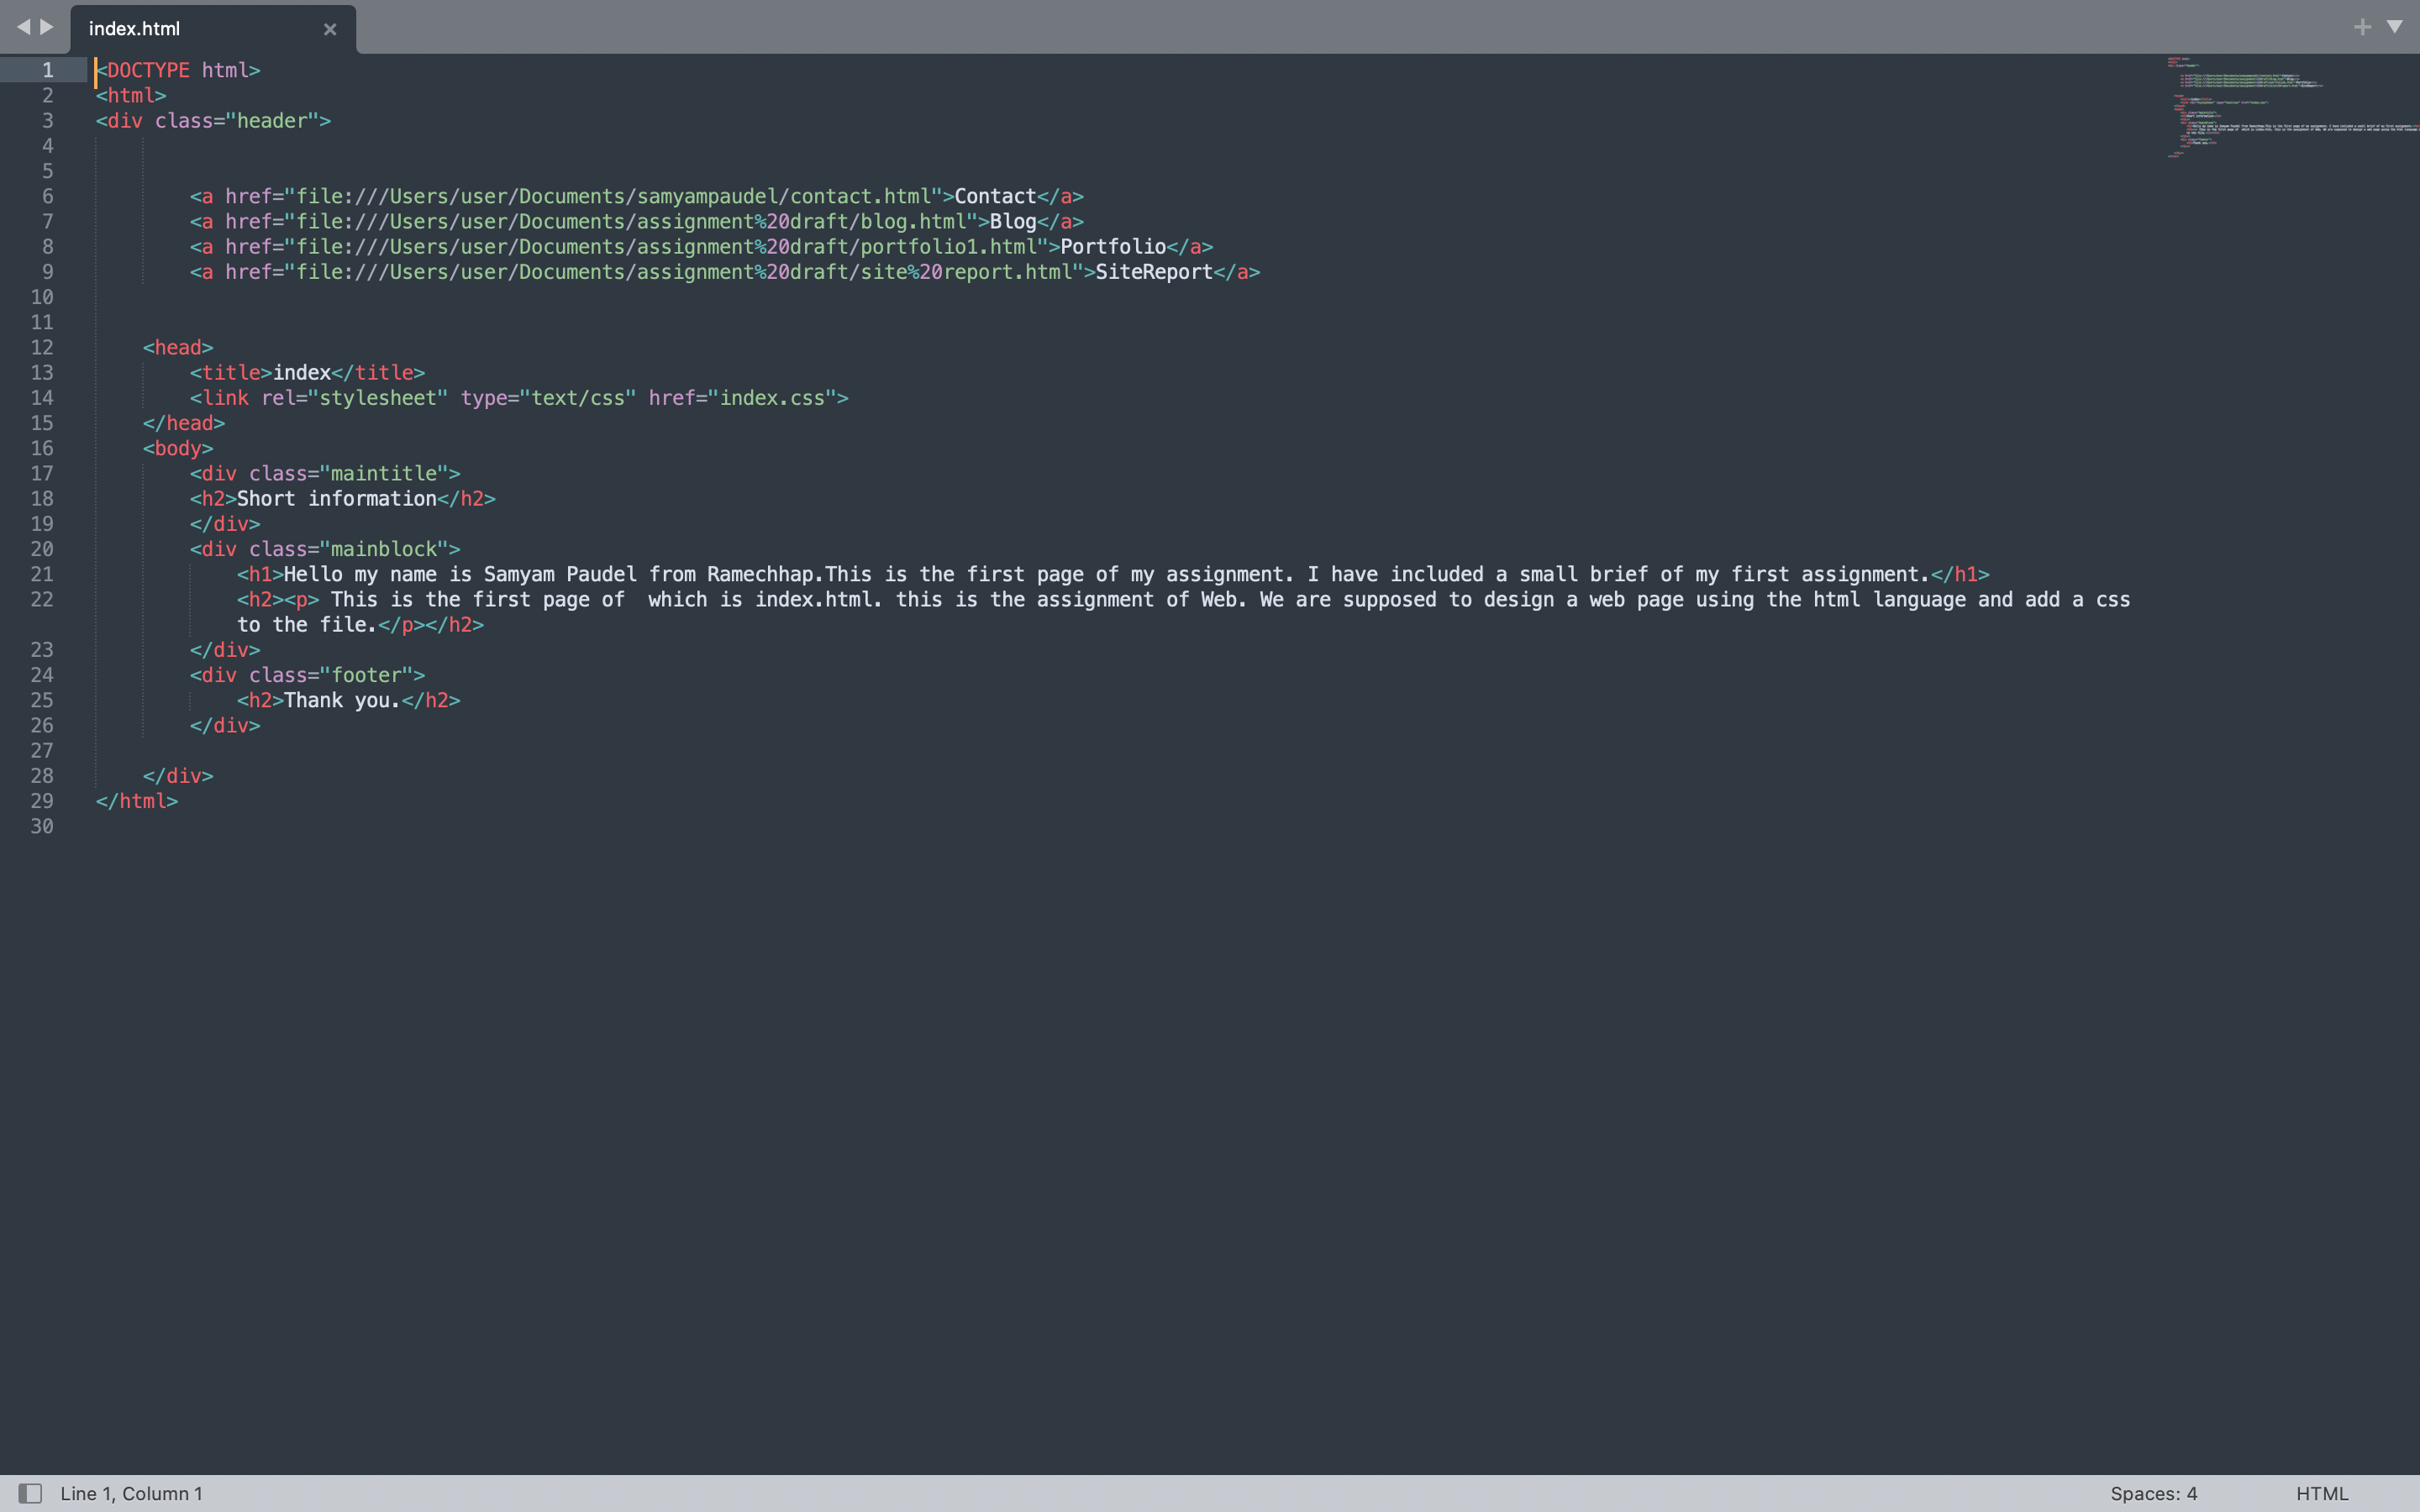 index.html
1 <DOCTYPE html>
2 <html>
3 <div class="header">
4
5
6 <a href="file:///Users/user/Documents/samyampaudel/contact.html">Contact</a>
7 <a href="file:///Users/user/Documents/assignment%20draft/blog.html">Blog</a>
8 <a href="file:///Users/user/Documents/assignment%20draft/portfolio1.html">Portfolio</a>
9 <a href="file:///Users/user/Documents/assignment%20draft/site%20report.html">SiteReport</a>
10
11
12 <head>
13 <title>index</title>
14 <link rel="stylesheet" type="text/css" href="index.css">
15 </head>
16 <body>
17 <div class="maintitle">
18 <h2>Short information</h2>
19 </div>
20 <div class="mainblock">
21 <h1>Hello my name is Samyam Paudel from Ramechhap.This is the first page of my assignment. I have included a small brief of my first assignment.</h1>
22 <h2><p> This is the first page of  which is index.html. this is the assignment of Web. We are supposed to design a web page using the html language and add a css
to the file.</p></h2>
23 </div>
24 <div class="footer">
25 <h2>Thank you.</h2>
26 </div>
27
28 </div>
29 </html>
30
Line 1, Column 1
Spaces: 4
HTML